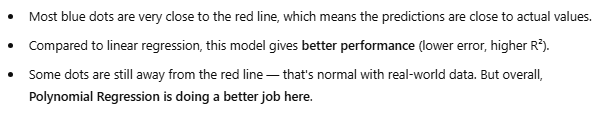 • Most blue dots are very close to the red line, which means the predictions are close to actual values.
• Compared to linear regression, this model gives better performance (lower error, higher R²).
• Some dots are still away from the red line — that's normal with real-world data. But overall,
Polynomial Regression is doing a better job here.